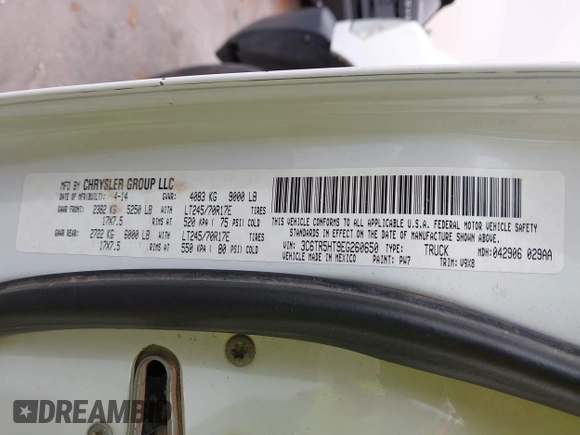 MFD BY CHRYSLER GROUP LLC
DATE OF MFR(BUILT): 4-14 GVWR: 4083 KG 9000 LB
GAWR FRONT: 2382 KG 5250 LB WITH LT245/70R17E TIRES
17X7.5 RIMS AT 520 KPA ( 75 PSI) COLD
GAWR REAR: 2722 KG 6000 LB WITH LT245/70R17E TIRES
17X7.5 RIMS AT 550 KPA ( 80 PSI) COLD
THIS VEHICLE CONFORMS TO ALL APPLICABLE U.S.A. FEDERAL MOTOR VEHICLE SAFETY
STANDARDS IN EFFECT ON THE DATE OF MANUFACTURE SHOWN ABOVE.
VIN: 3C6TR5HT9EG260650 TYPE: TRUCK MDH: 042906 029AA
VEHICLE MADE IN MEXICO PAINT: PW7 TRIM: V9X8
DREAMBID